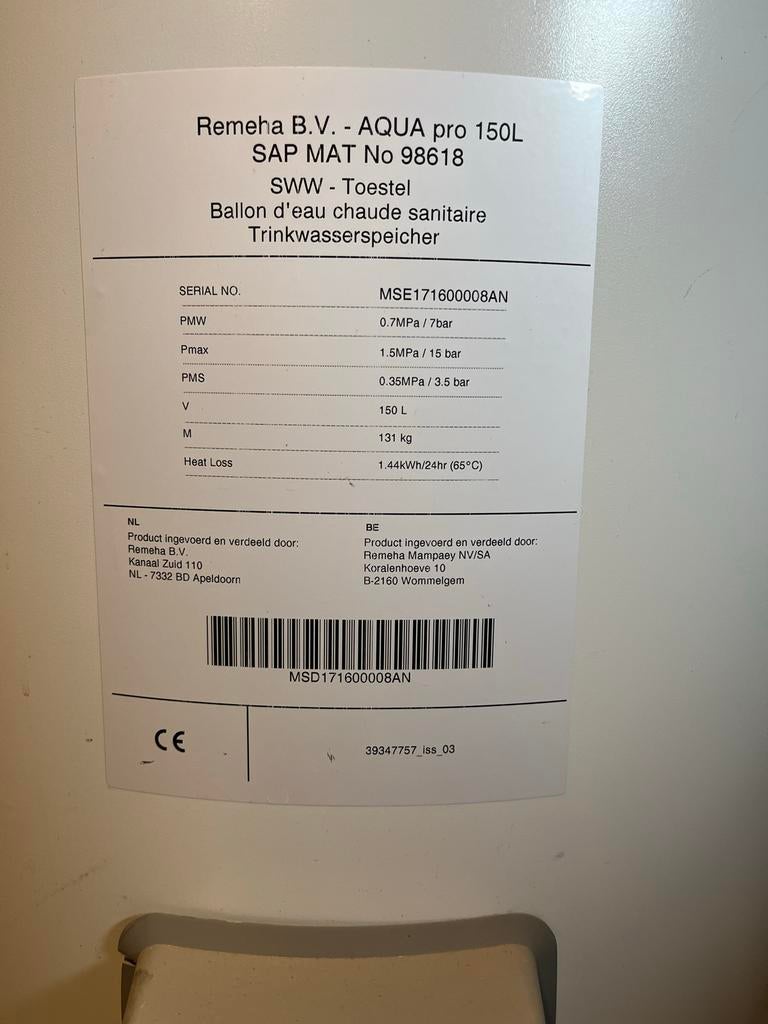 Remeha B.V. - AQUA pro 150L
SAP MAT No 98618
SWW - Toestel
Ballon d'eau chaude sanitaire
Trinkwasserspeicher
SERIAL NO. MSE171600008AN
PMW 0.7MPa / 7bar
Pmax 1.5MPa / 15 bar
PMS 0.35MPa / 3.5 bar
V 150 L
M 131 kg
Heat Loss 1.44kWh/24hr (65°C)
NL
Product ingevoerd en verdeeld door:
Remeha B.V.
Kanaal Zuid 110
NL - 7332 BD Apeldoorn
BE
Product ingevoerd en verdeeld door:
Remeha Mampaey NV/SA
Koralenhoeve 10
B-2160 Wommelgem
MSD171600008AN
CE
39347757_iss_03